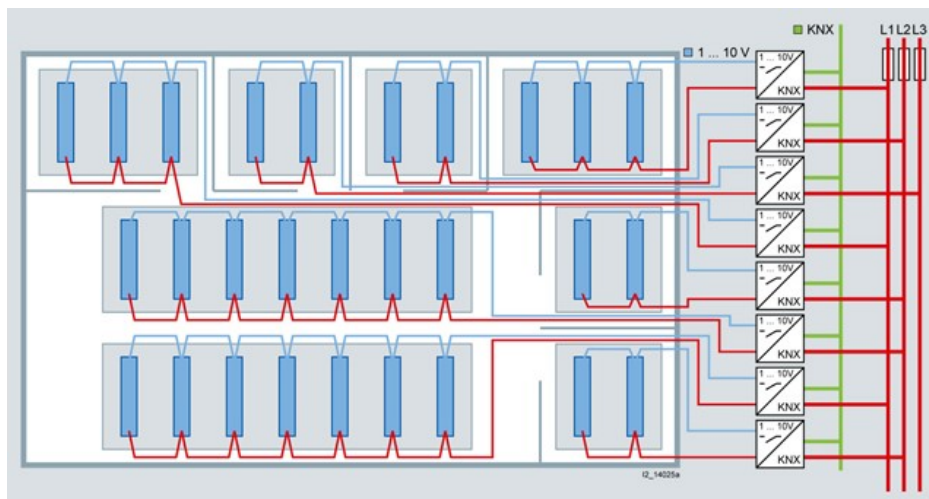 KNX
L1 L2 L3
1 ... 10 V
1 ... 10V
KNX
1 ... 10V
KNX
1 ... 10V
KNX
1 ... 10V
KNX
1 ... 10V
KNX
1 ... 10V
KNX
1 ... 10V
KNX
1 ... 10V
KNX
I2_14025a